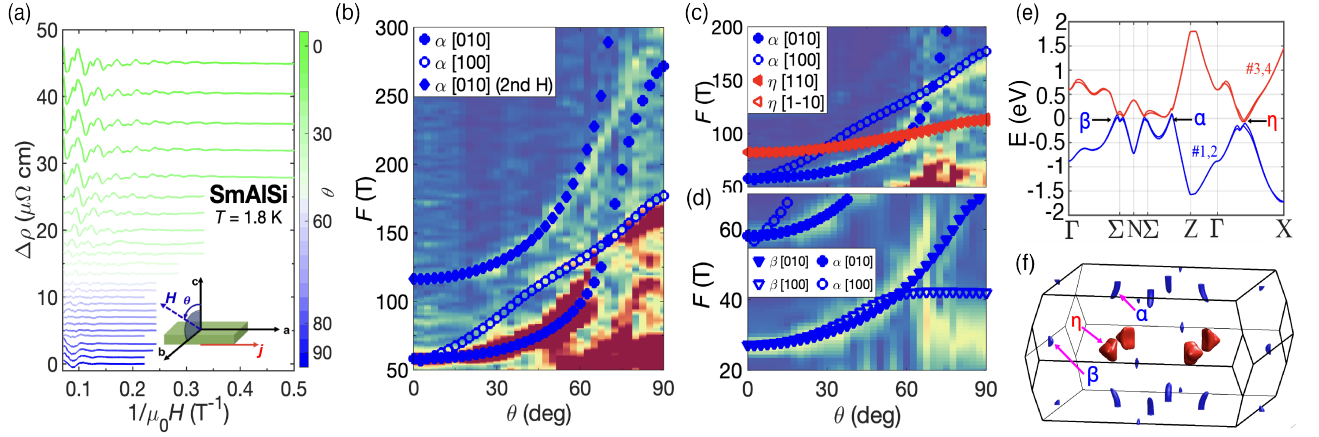 (a)
50
40
30
20
10
0
Δρ (μΩ cm)
0.1
0.2
0.3
0.4
0.5
1/μ0H (T-1)
SmAlSi
T = 1.8 K
c
H
θ
a
b
j
0
30
60
80
90
θ
(b)
300
250
200
150
100
50
F (T)
α [010]
α [100]
α [010] (2nd H)
0
30
60
90
θ (deg)
(c)
200
150
100
50
F (T)
α [010]
α [100]
η [110]
η [1-10]
(d)
60
40
20
F (T)
β [010]
α [010]
β [100]
α [100]
0
30
60
90
θ (deg)
(e)
2
1.5
1
0.5
0
-0.5
-1
-1.5
-2
E (eV)
#3,4
β
α
η
#1,2
Γ
Σ
N
Σ
Z
Γ
X
(f)
α
η
β